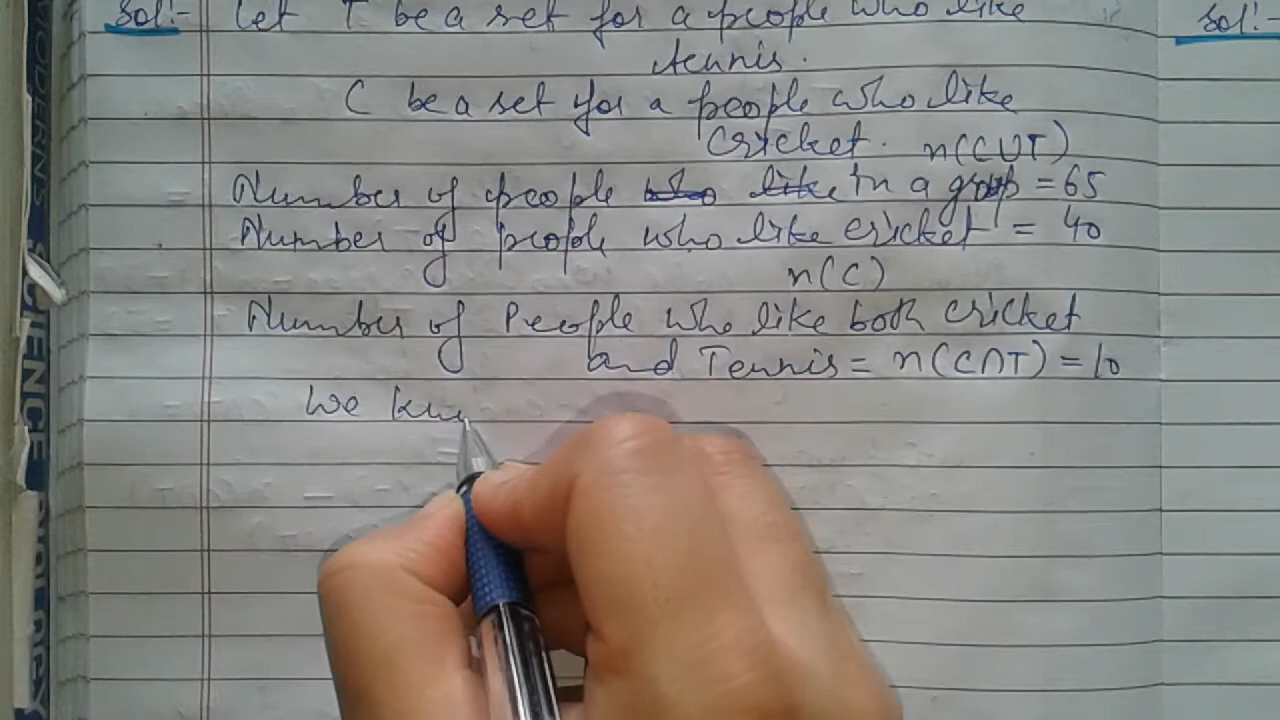 Sol:- Let T be a set for a people who like
tennis.
C be a set for a people who like
cricket. n(C∪T)
Number of people who like in a group = 65
Number of people who like cricket = 40
n(C)
Number of People who like both cricket
and Tennis = n(C∩T) = 10
We kn
Sol:-
MODERN'S SCIENCE